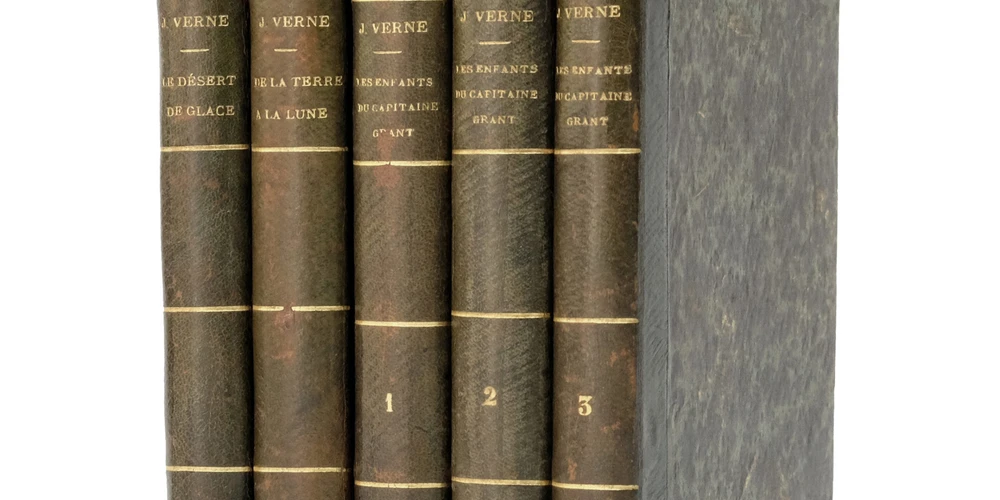 J. VERNE
LE DÉSERT
DE GLACE
J. VERNE
DE LA TERRE
A LA LUNE
J. VERNE
LES ENFANTS
DU CAPITAINE
GRANT
1
J. VERNE
LES ENFANTS
DU CAPITAINE
GRANT
2
J. VERNE
LES ENFANTS
DU CAPITAINE
GRANT
3